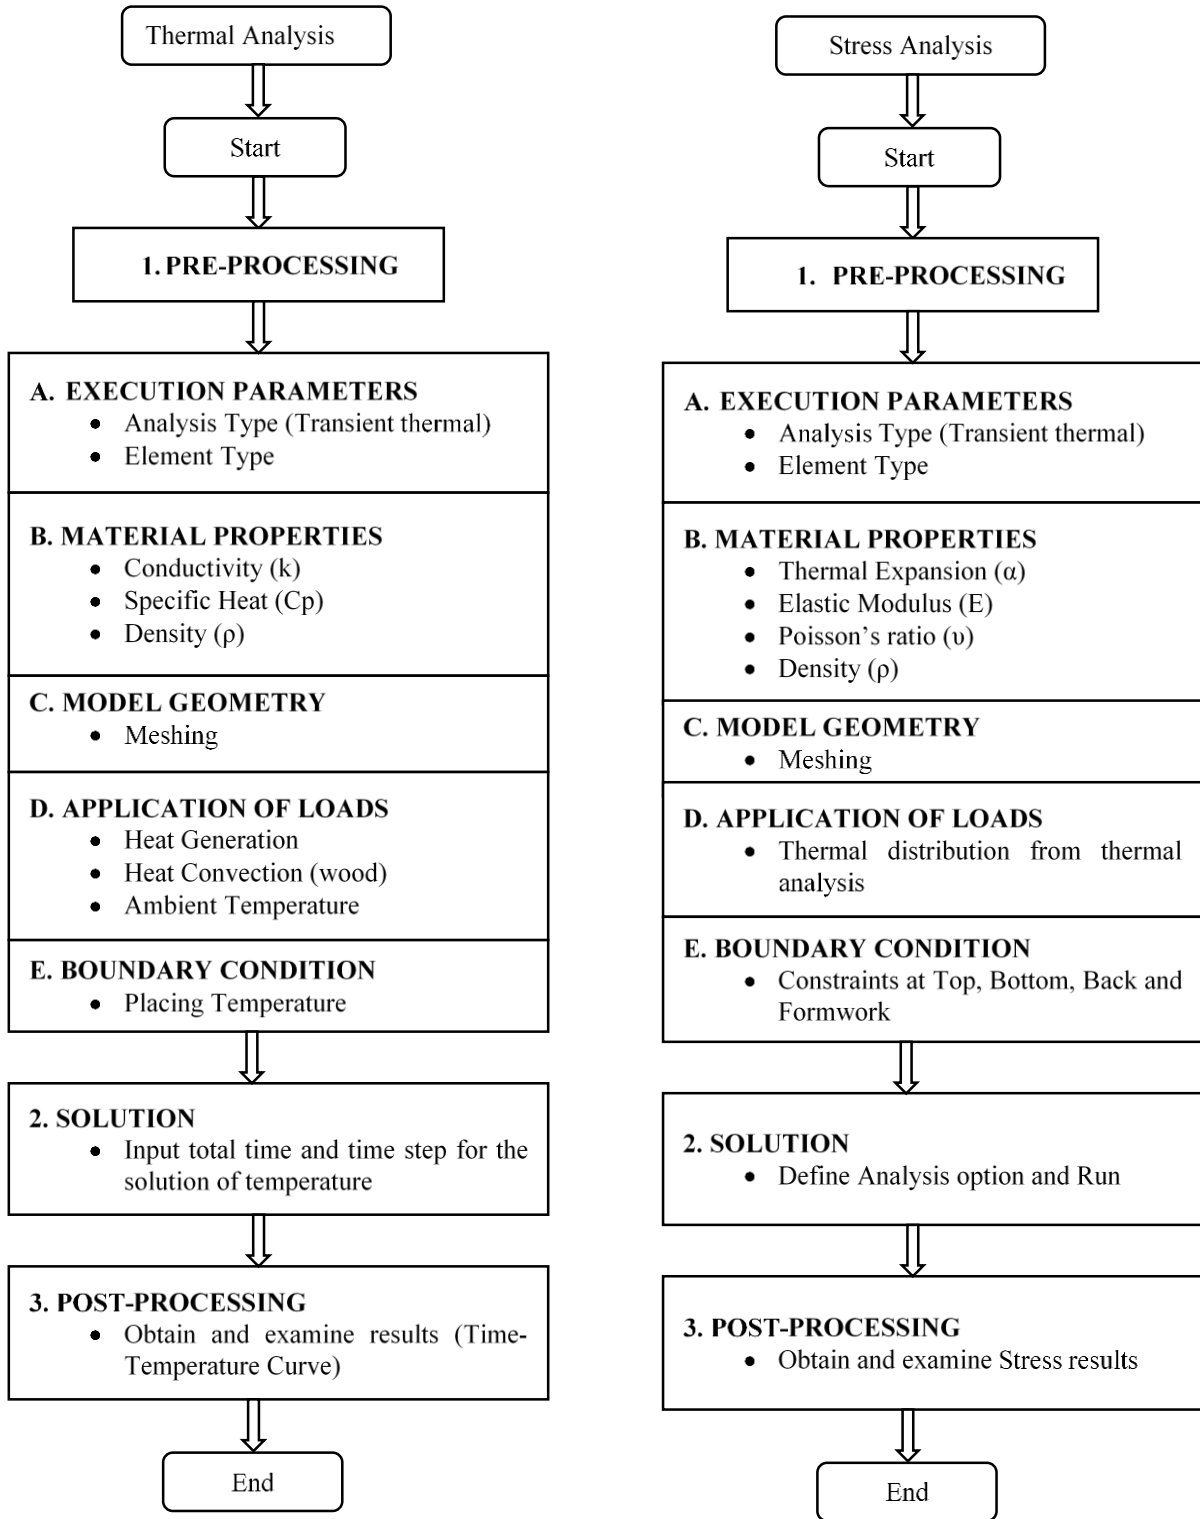 Thermal Analysis
Start
1. PRE-PROCESSING
A. EXECUTION PARAMETERS
• Analysis Type (Transient thermal)
• Element Type
B. MATERIAL PROPERTIES
• Conductivity (k)
• Specific Heat (Cp)
• Density (ρ)
C. MODEL GEOMETRY
• Meshing
D. APPLICATION OF LOADS
• Heat Generation
• Heat Convection (wood)
• Ambient Temperature
E. BOUNDARY CONDITION
• Placing Temperature
2. SOLUTION
• Input total time and time step for the
solution of temperature
3. POST-PROCESSING
• Obtain and examine results (Time-
Temperature Curve)
End
Stress Analysis
Start
1. PRE-PROCESSING
A. EXECUTION PARAMETERS
• Analysis Type (Transient thermal)
• Element Type
B. MATERIAL PROPERTIES
• Thermal Expansion (α)
• Elastic Modulus (E)
• Poisson’s ratio (υ)
• Density (ρ)
C. MODEL GEOMETRY
• Meshing
D. APPLICATION OF LOADS
• Thermal distribution from thermal
analysis
E. BOUNDARY CONDITION
• Constraints at Top, Bottom, Back and
Formwork
2. SOLUTION
• Define Analysis option and Run
3. POST-PROCESSING
• Obtain and examine Stress results
End